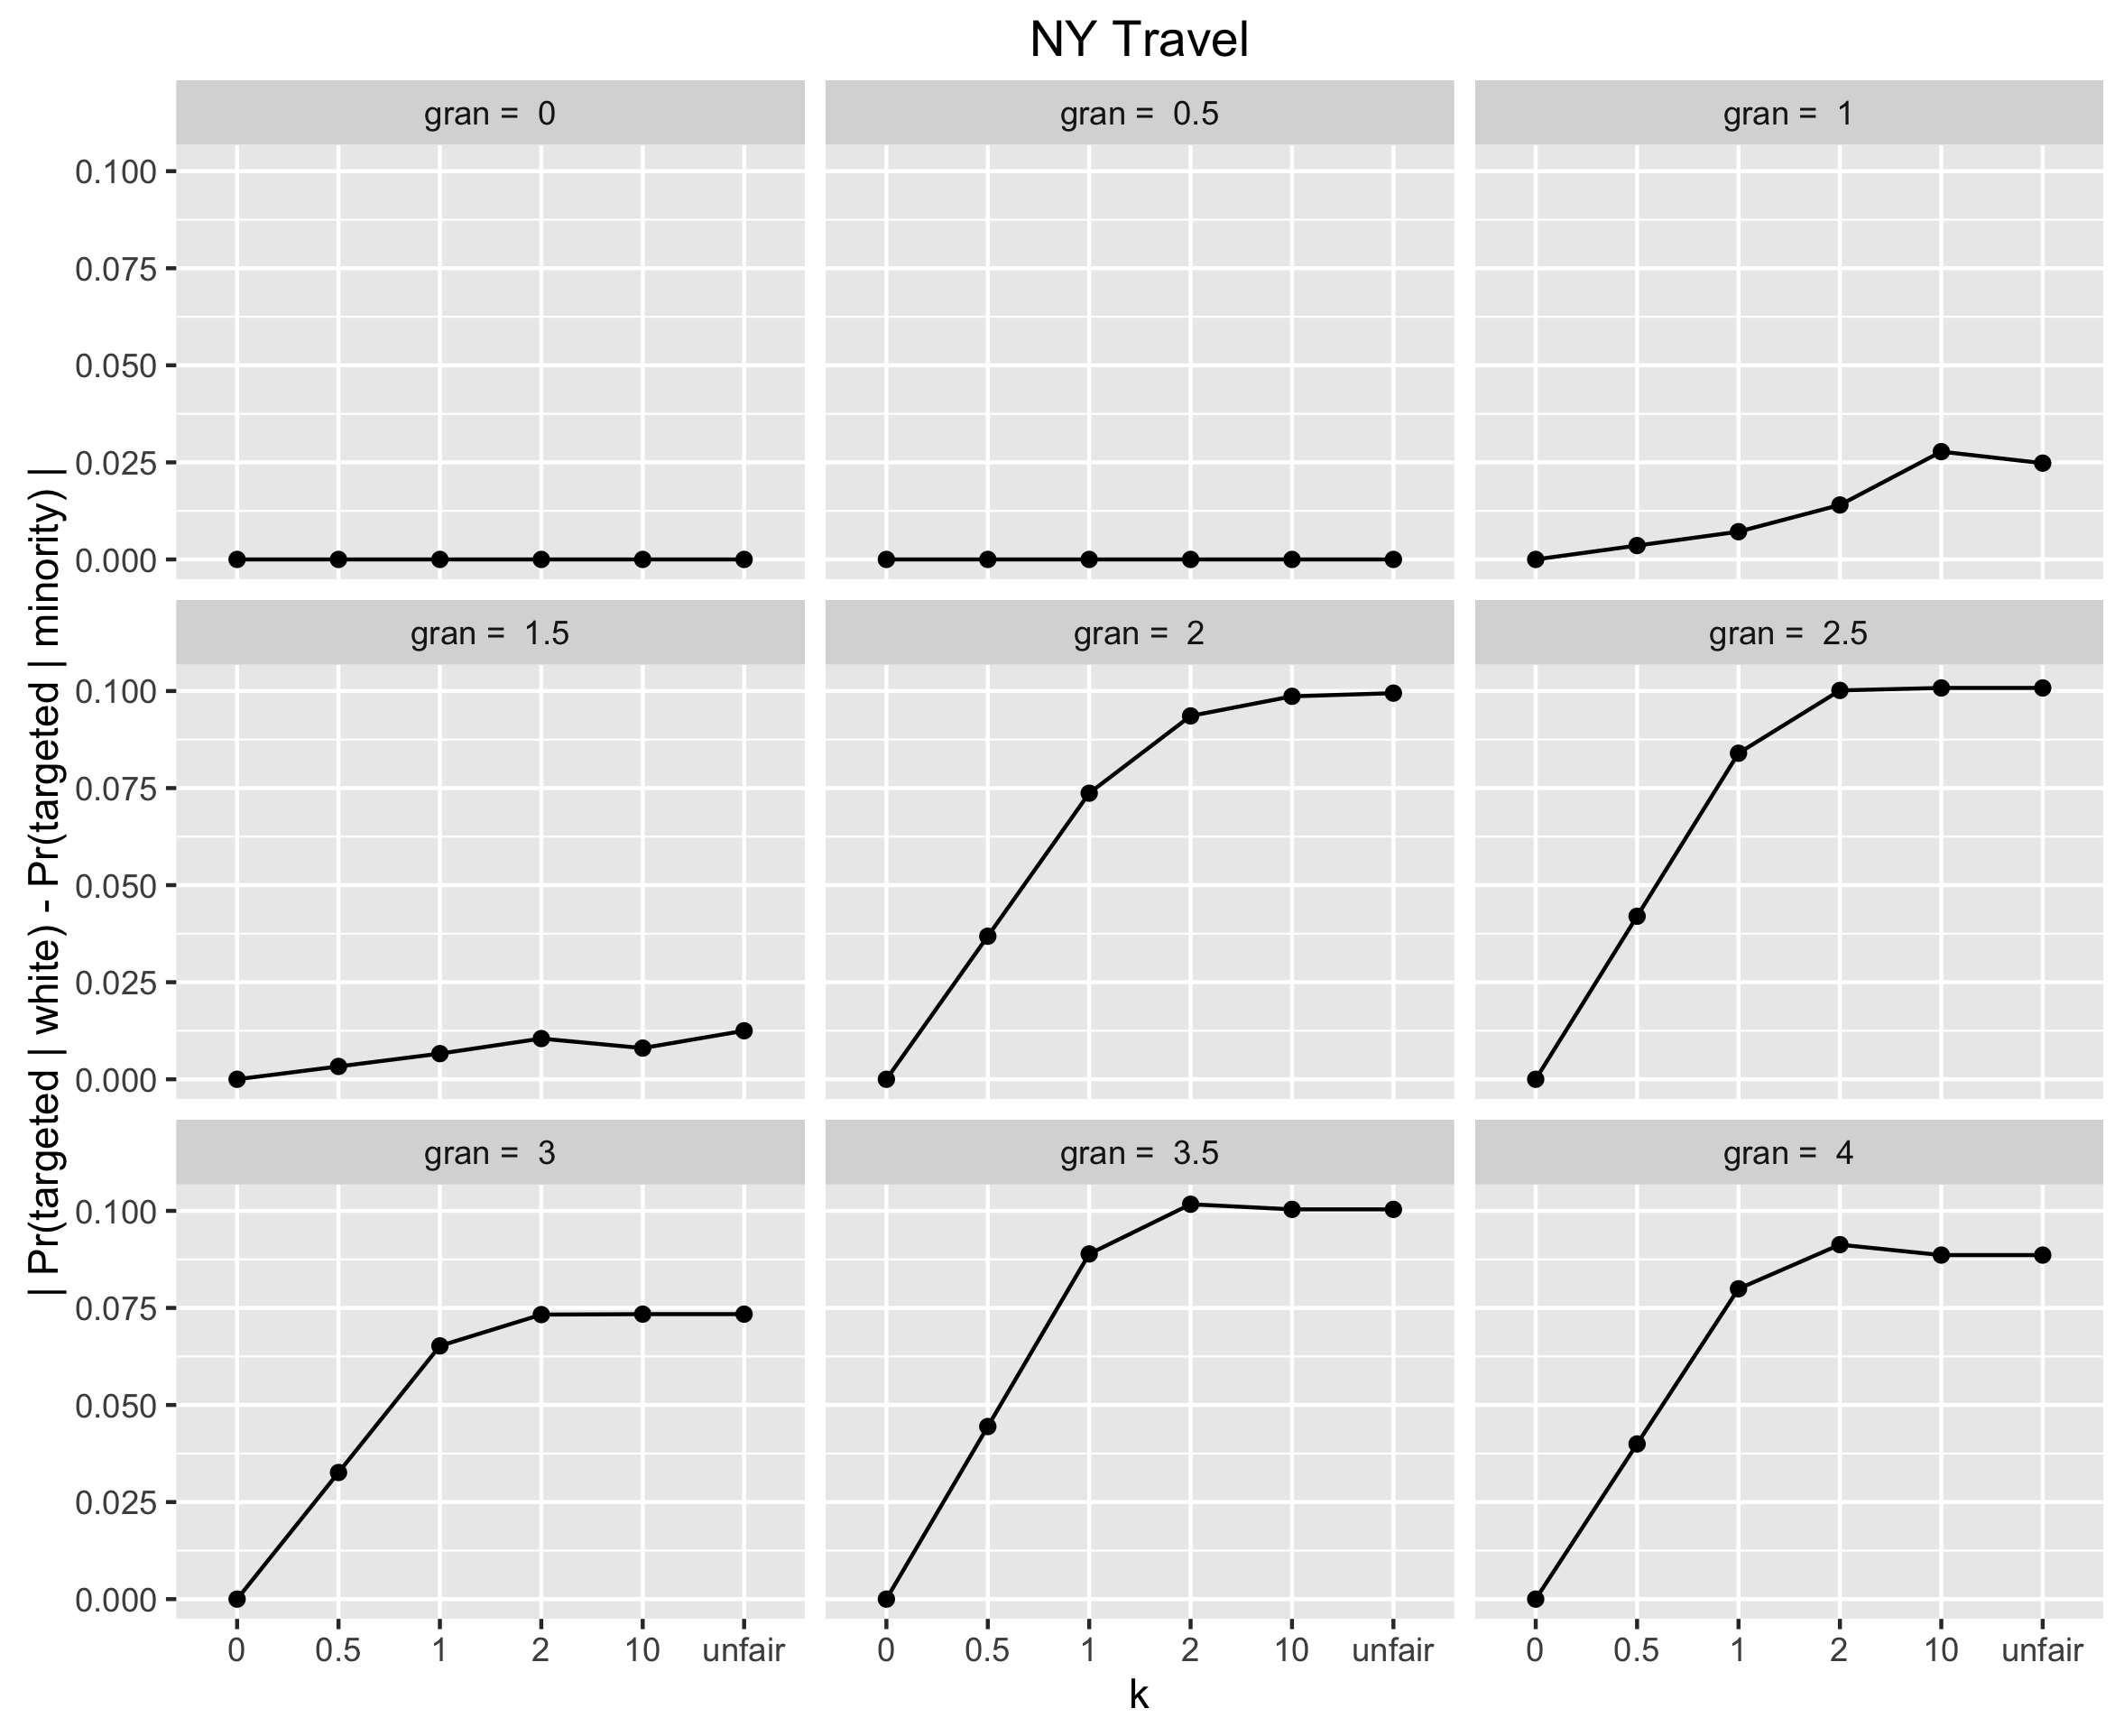 NY Travel
gran = 0
gran = 0.5
gran = 1
0.100
0.075
0.050
0.025
0.000
gran = 1.5
gran = 2
gran = 2.5
0.100
0.075
0.050
0.025
0.000
gran = 3
gran = 3.5
gran = 4
0.100
0.075
0.050
0.025
0.000
0 0.5 1 2 10 unfair
0 0.5 1 2 10 unfair
0 0.5 1 2 10 unfair
k
| Pr(targeted | white) - Pr(targeted | minority) |